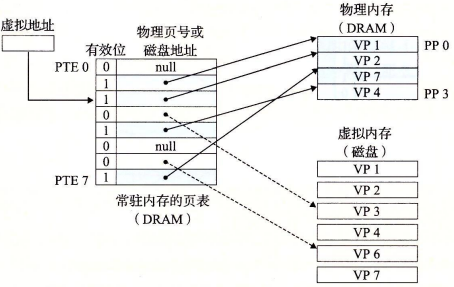 虚拟地址
有效位
物理页号或
磁盘地址
PTE 0
0
null
1
1
0
1
0
null
0
PTE 7
1
常驻内存的页表
(DRAM)
物理内存
(DRAM)
VP 1
PP 0
VP 2
VP 7
VP 4
PP 3
虚拟内存
(磁盘)
VP 1
VP 2
VP 3
VP 4
VP 6
VP 7